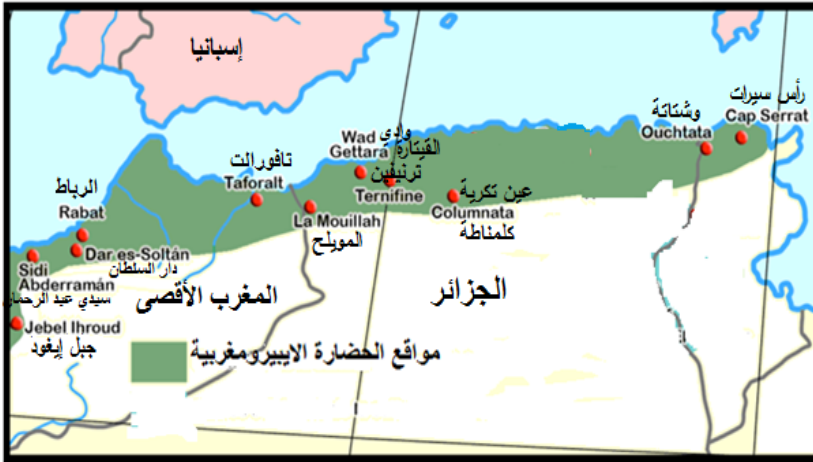 إسبانيا
رأس سيرات
Cap Serrat
وشتاتة
Ouchtata
وادي
Wad
Gettara
القيتارة
تافورالت
Taforalt
ترنيفين
Ternifine
عين تكرية
Columnata
كلمناطة
La Mouillah
المويلح
الرباط
Rabat
Dar es-Soltán
دار السلطان
Sidi
Abderramán
سيدي عبد الرحمان
المغرب الأقصى
الجزائر
Jebel Ihroud
جبل إيغود
مواقع الحضارة الايبيرومغربية